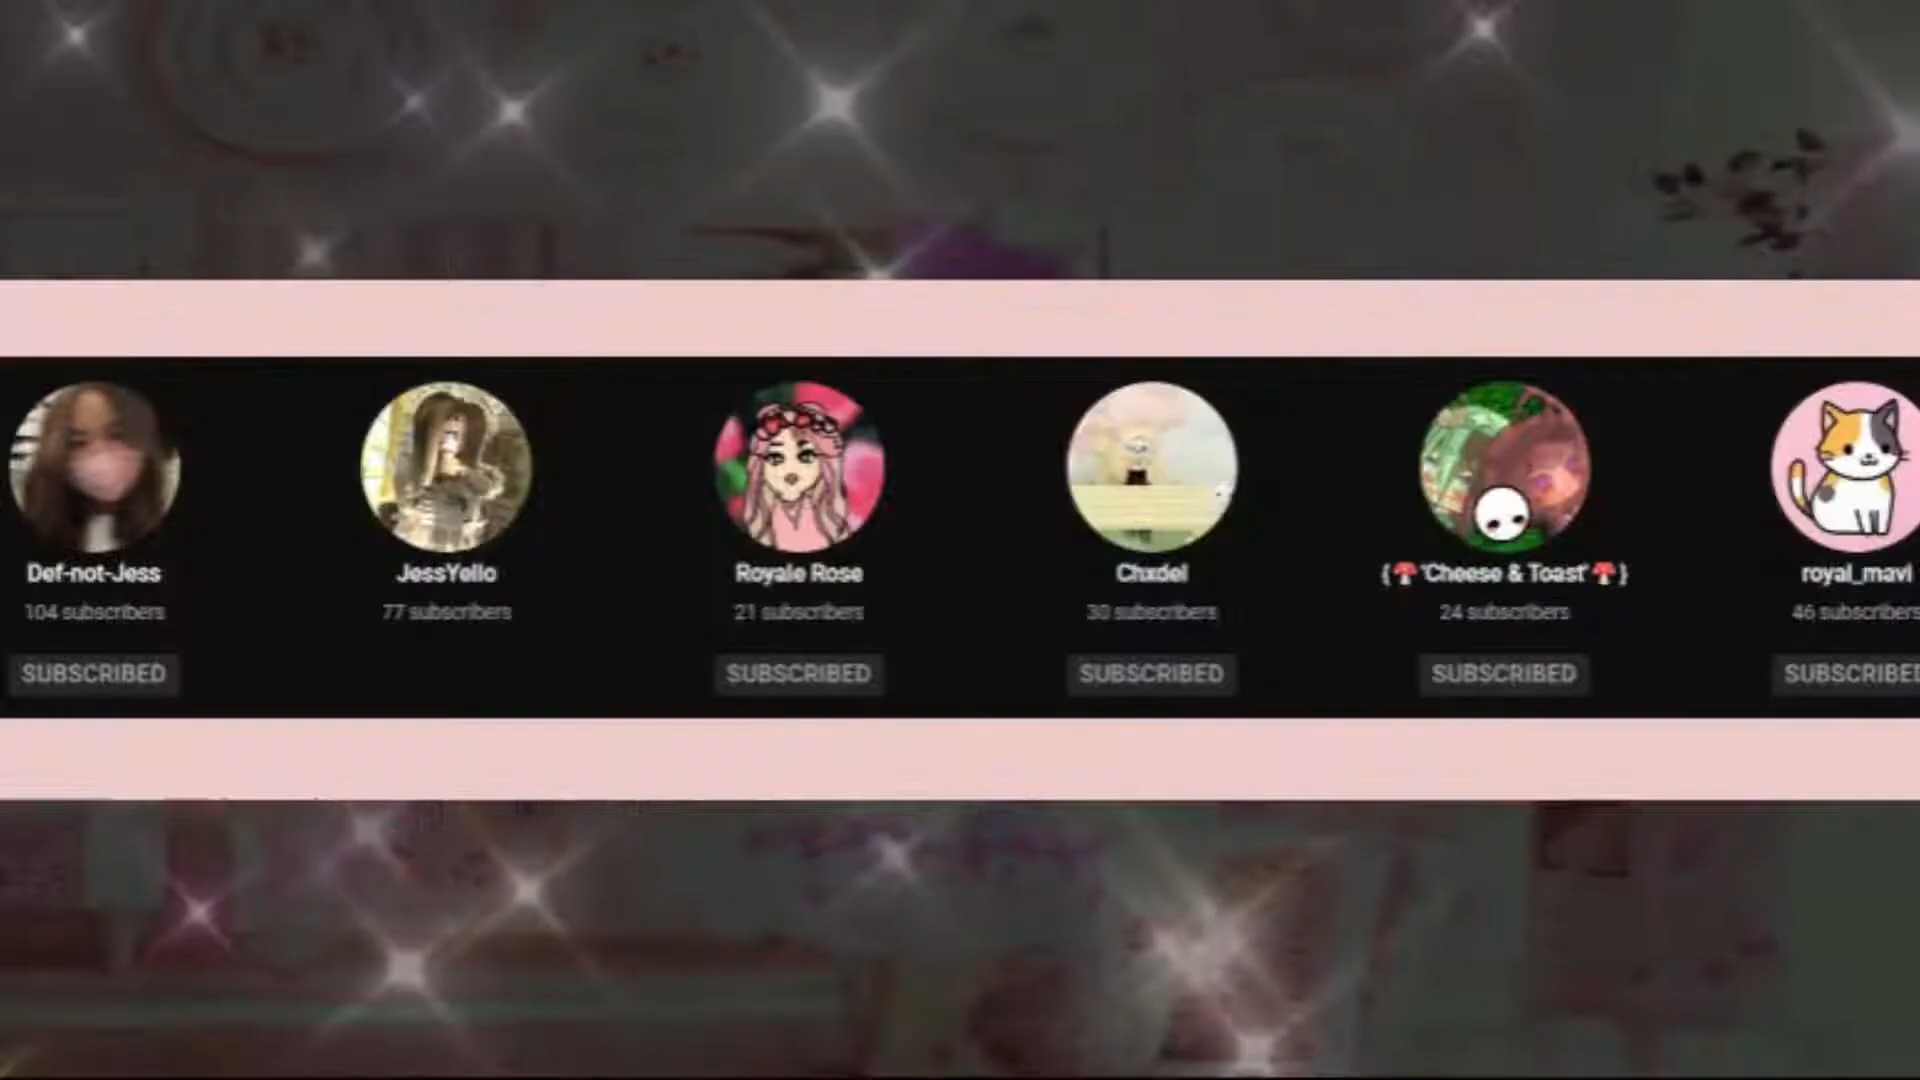 Def-not-Jess
104 subscribers
SUBSCRIBED
JessYello
77 subscribers
Royale Rose
21 subscribers
SUBSCRIBED
Chxdel
30 subscribers
SUBSCRIBED
{🍄'Cheese & Toast'🍄}
24 subscribers
SUBSCRIBED
royal_mavi
46 subscribers
SUBSCRIBED